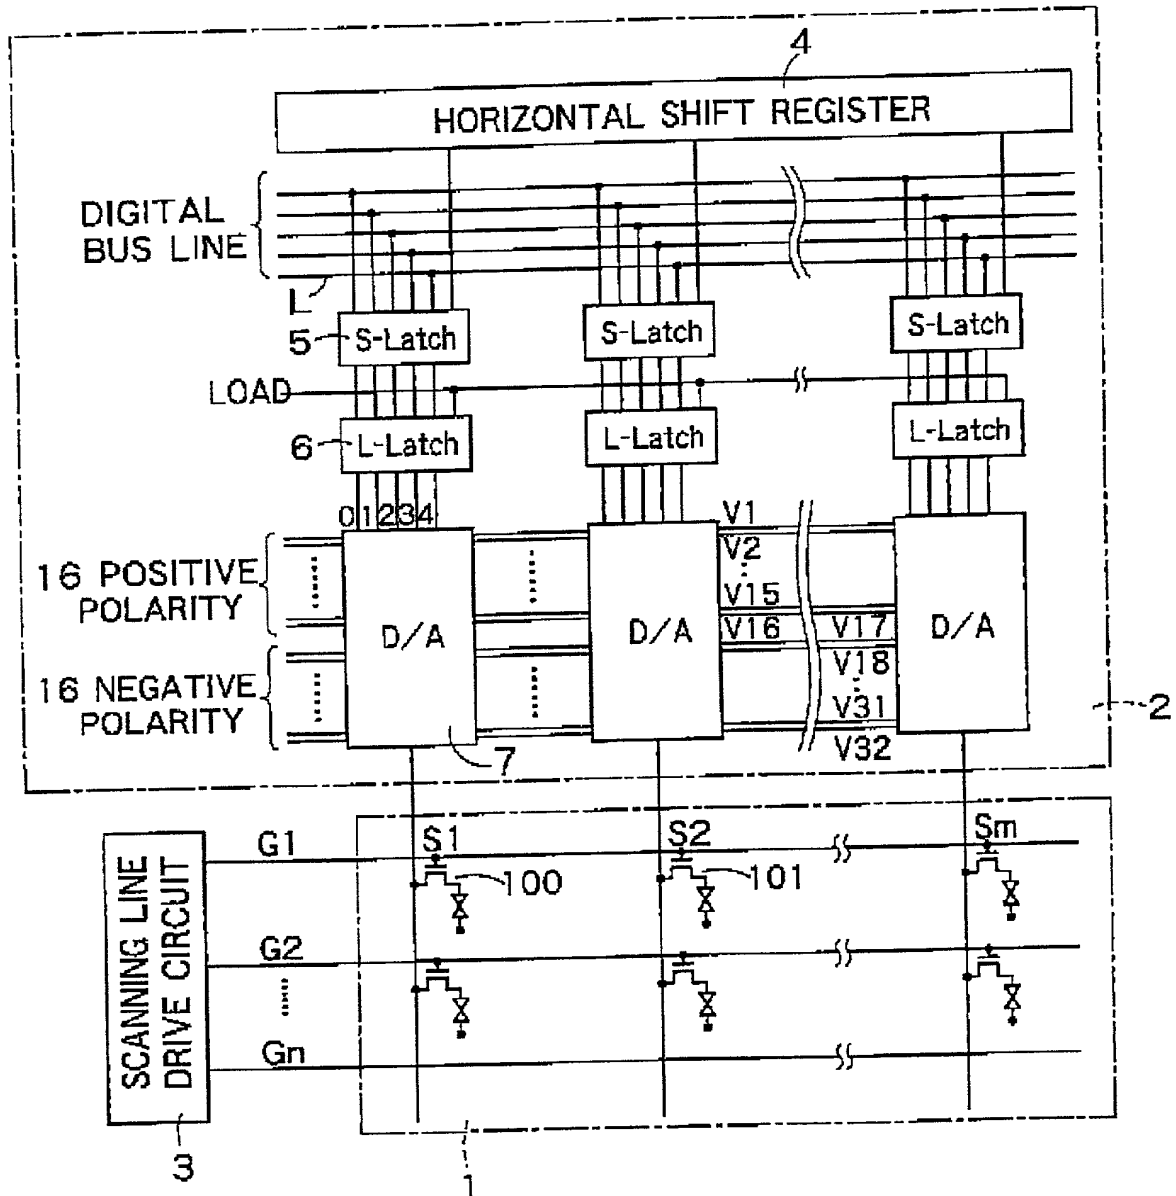 4
HORIZONTAL SHIFT REGISTER
DIGITAL
BUS LINE
L
5
S-Latch
S-Latch
S-Latch
LOAD
6
L-Latch
L-Latch
L-Latch
01234
16 POSITIVE
POLARITY
16 NEGATIVE
POLARITY
D/A
D/A
D/A
V1
V2
V15
V16
V17
V18
V31
V32
7
2
SCANNING LINE
DRIVE CIRCUIT
3
G1
S1
S2
Sm
100
101
G2
Gn
1